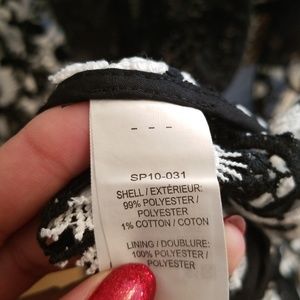 - - -
SP10-031
SHELL / EXTÉRIEUR:
99% POLYESTER /
POLYESTER
1% COTTON / COTON
LINING / DOUBLURE:
100% POLYESTER /
POLYESTER